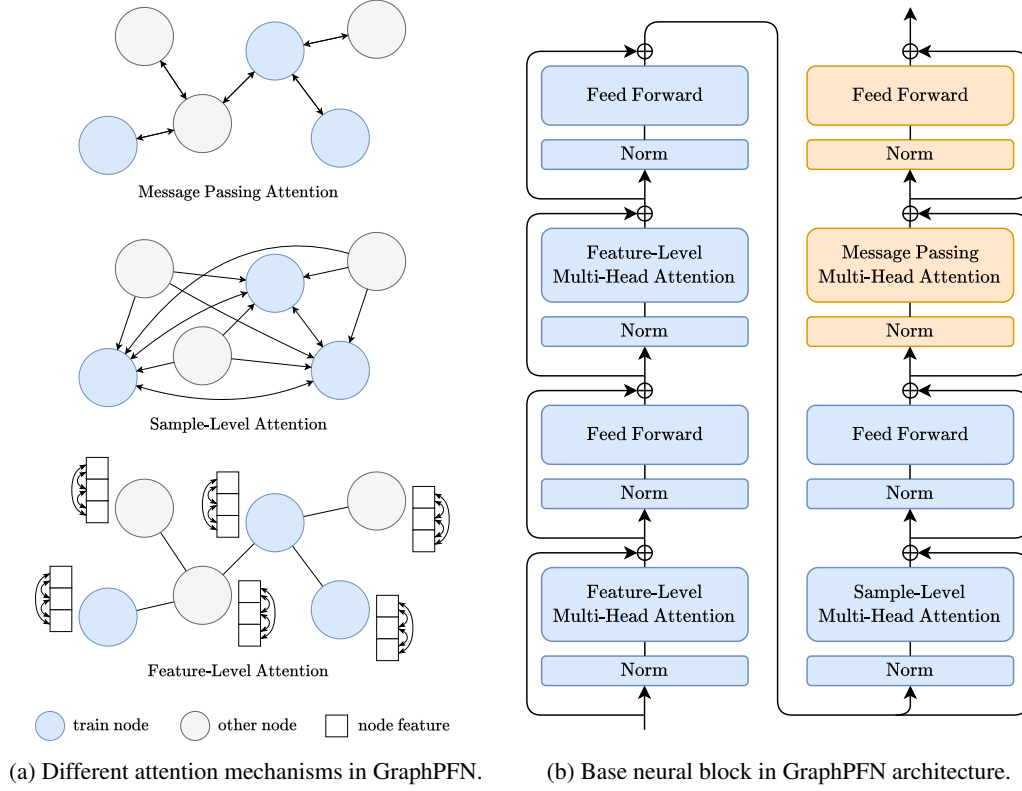 Message Passing Attention
Sample-Level Attention
Feature-Level Attention
train node
other node
node feature
(a) Different attention mechanisms in GraphPFN.
Feed Forward
Norm
Feature-Level
Multi-Head Attention
Norm
Feed Forward
Norm
Feature-Level
Multi-Head Attention
Norm
Feed Forward
Norm
Message Passing
Multi-Head Attention
Norm
Feed Forward
Norm
Sample-Level
Multi-Head Attention
Norm
(b) Base neural block in GraphPFN architecture.